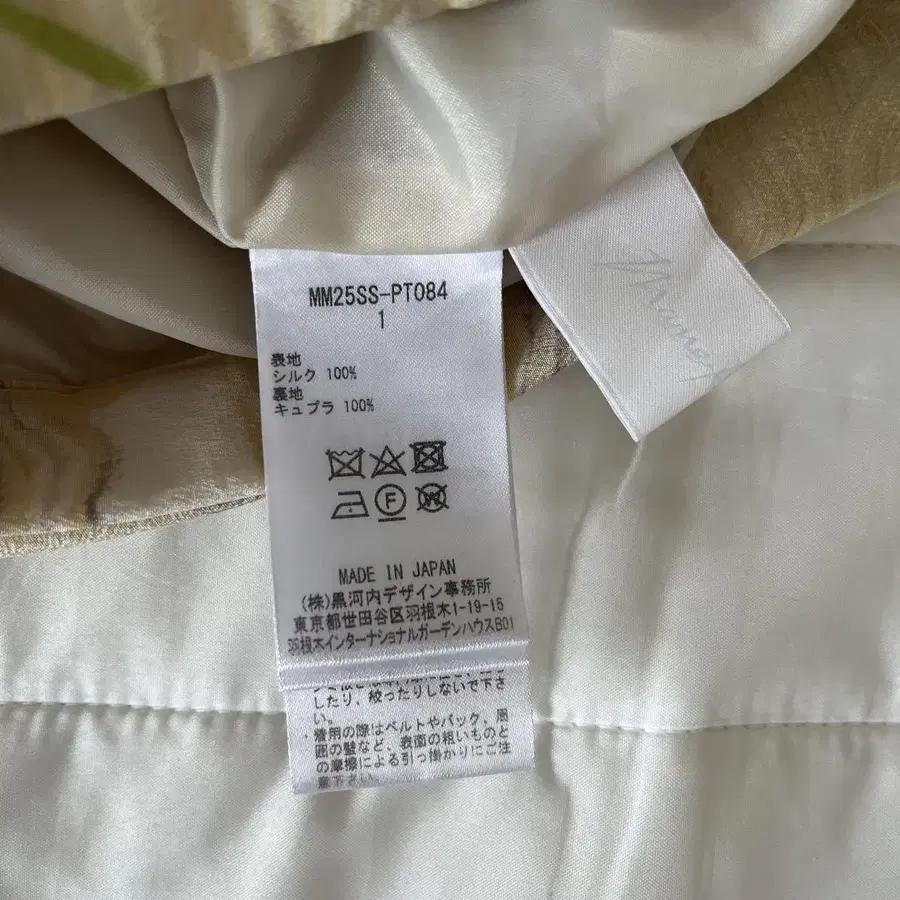 MM25SS-PT084
1
表地
シルク 100%
裏地
キュプラ 100%
F
W
MADE IN JAPAN
(株)黒河内デザイン事務所
東京都世田谷区羽根木1-19-15
羽根木インターナショナルガーデンハウスB01
したり、絞ったりしないで下さ
い。
・着用の際はベルトやバック、周
囲の壁など、表面の粗いものと
の摩擦による引っ掛かりにご注
意下さい。